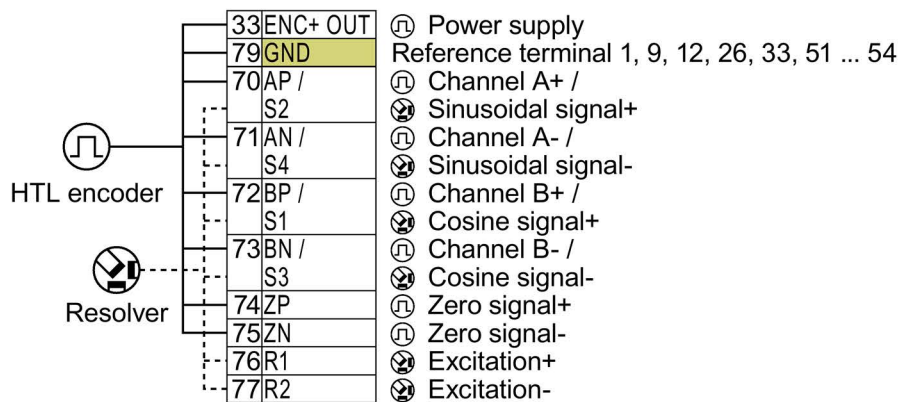 33 ENC+ OUT Power supply
79 GND Reference terminal 1, 9, 12, 26, 33, 51 ... 54
70 AP / Channel A+ /
S2 Sinusoidal signal+
71 AN / Channel A- /
S4 Sinusoidal signal-
HTL encoder
72 BP / Channel B+ /
S1 Cosine signal+
73 BN / Channel B- /
S3 Cosine signal-
Resolver
74 ZP Zero signal+
75 ZN Zero signal-
76 R1 Excitation+
77 R2 Excitation-